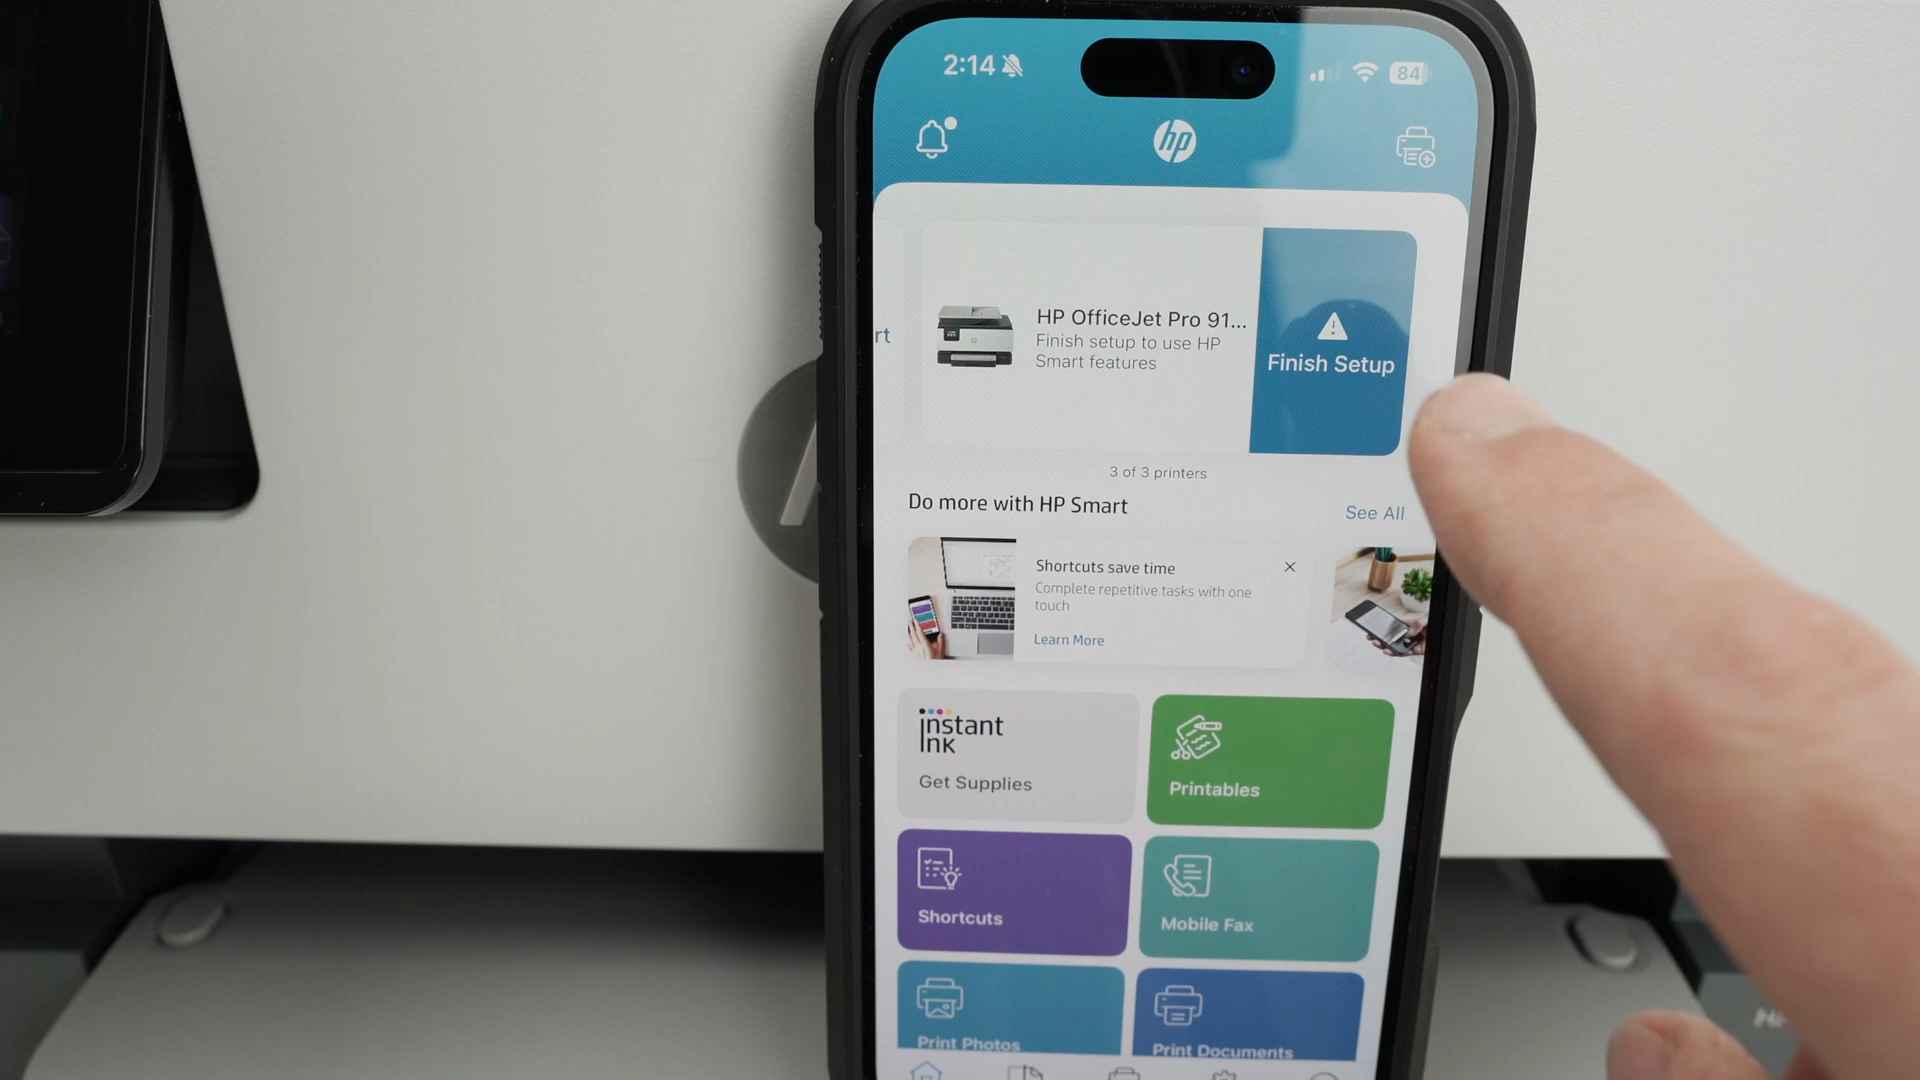 2:14
84
hp
HP OfficeJet Pro 91...
Finish setup to use HP
Smart features
rt
Finish Setup
3 of 3 printers
Do more with HP Smart
See All
Shortcuts save time
Complete repetitive tasks with one
touch
Learn More
instant
ink
Get Supplies
Printables
Shortcuts
Mobile Fax
Print Photos
Print Documents